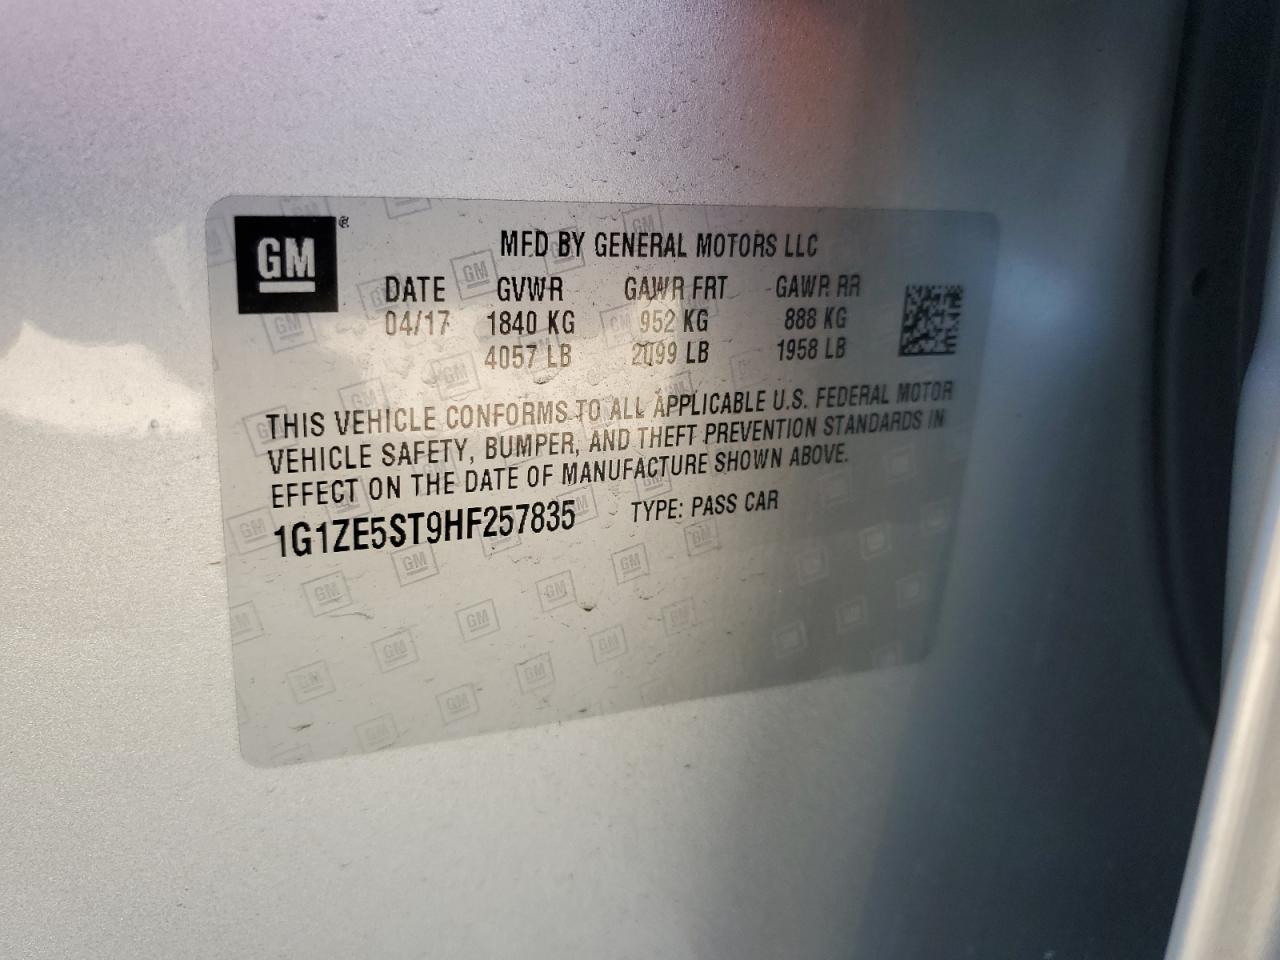 GM
MFD BY GENERAL MOTORS LLC
DATE GVWR GAWR FRT GAWR RR
04/17 1840 KG 952 KG 888 KG
4057 LB 2099 LB 1958 LB
THIS VEHICLE CONFORMS TO ALL APPLICABLE U.S. FEDERAL MOTOR
VEHICLE SAFETY, BUMPER, AND THEFT PREVENTION STANDARDS IN
EFFECT ON THE DATE OF MANUFACTURE SHOWN ABOVE.
1G1ZE5ST9HF257835 TYPE: PASS CAR